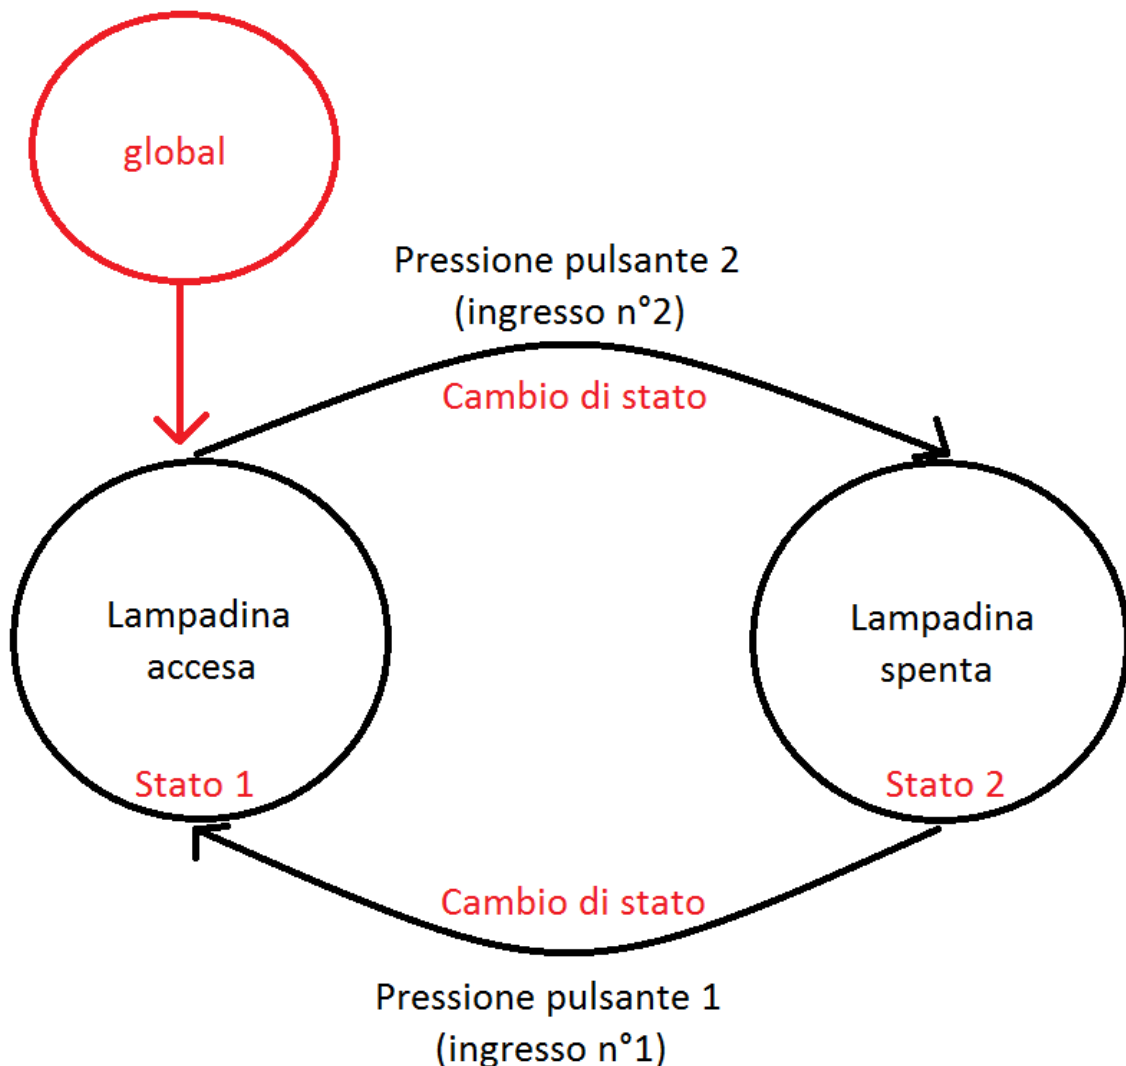 global
Pressione pulsante 2
(ingresso n°2)
Cambio di stato
Lampadina
accesa
Stato 1
Lampadina
spenta
Stato 2
Cambio di stato
Pressione pulsante 1
(ingresso n°1)